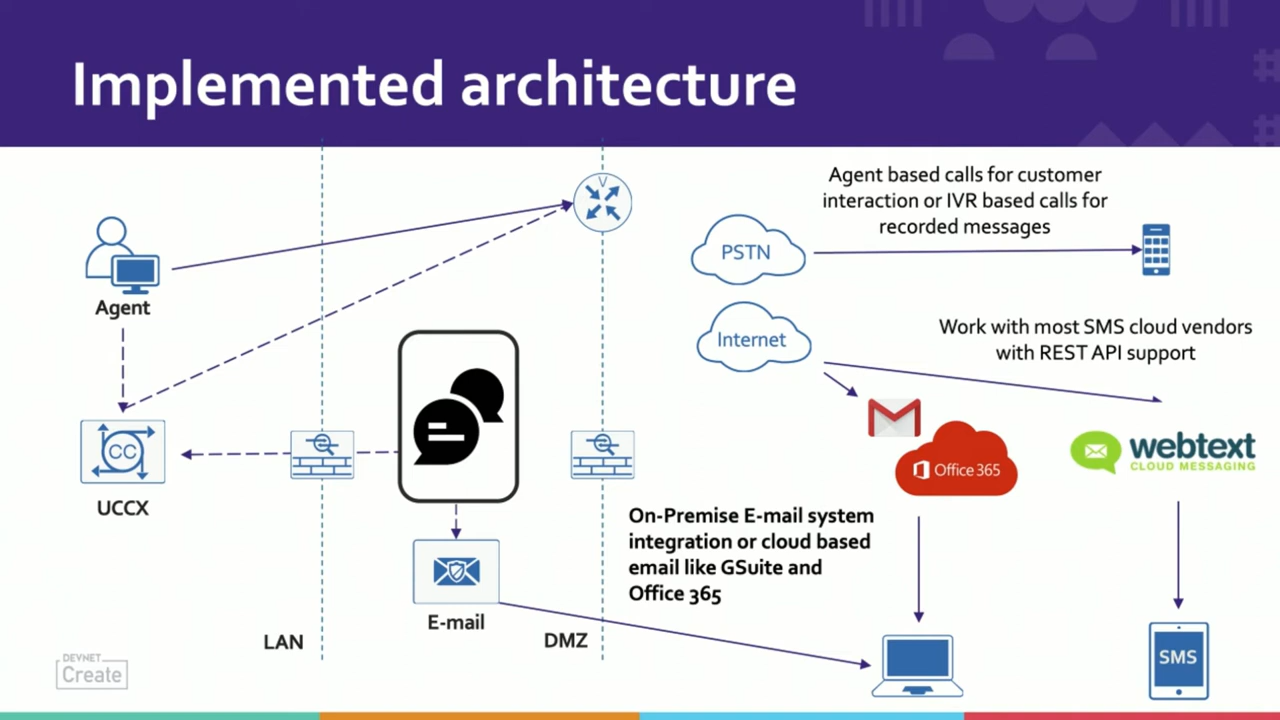 Implemented architecture
V
Agent based calls for customer
interaction or IVR based calls for
recorded messages
PSTN
Agent
Internet
Work with most SMS cloud vendors
with REST API support
CC
UCCX
Office 365
webtext
CLOUD MESSAGING
On-Premise E-mail system
integration or cloud based
email like GSuite and
Office 365
E-mail
LAN
DMZ
SMS
DEVNET
Create